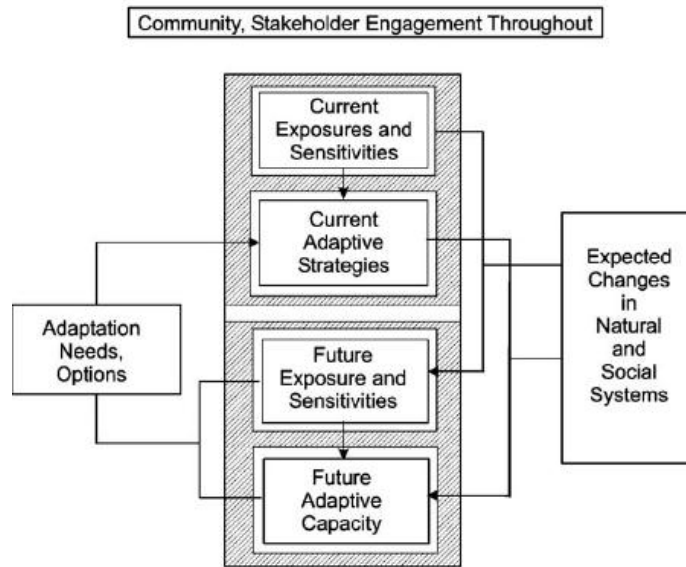 Community, Stakeholder Engagement Throughout
Current
Exposures and
Sensitivities
Current
Adaptive
Strategies
Expected
Changes
in
Natural
and
Social
Systems
Adaptation
Needs,
Options
Future
Exposure and
Sensitivities
Future
Adaptive
Capacity